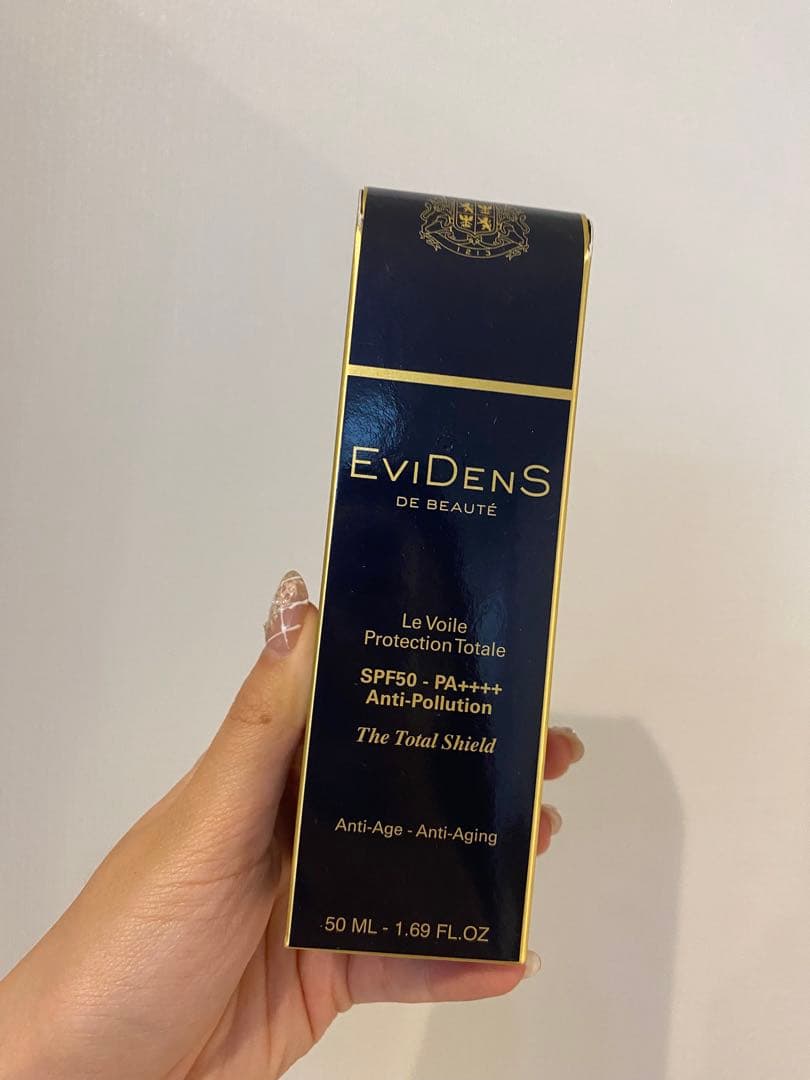 1213
EviDenS
DE BEAUTÉ
Le Voile
Protection Totale
SPF50 - PA++++
Anti-Pollution
The Total Shield
Anti-Age - Anti-Aging
50 ML - 1.69 FL.OZ